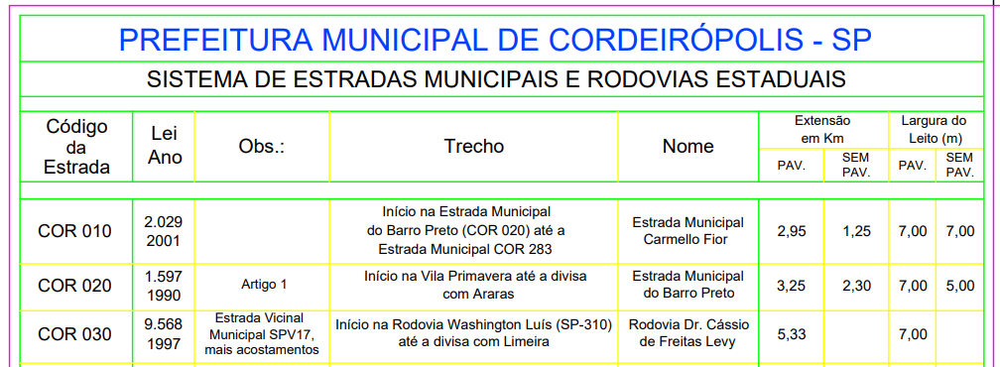 PREFEITURA MUNICIPAL DE CORDEIRÓPOLIS - SP
SISTEMA DE ESTRADAS MUNICIPAIS E RODOVIAS ESTADUAIS
Código
da
Estrada
Lei
Ano
Obs.:
Trecho
Nome
Extensão
em Km
PAV.
SEM
PAV.
Largura do
Leito (m)
PAV.
SEM
PAV.
COR 010
2.029
2001
Início na Estrada Municipal
do Barro Preto (COR 020) até a
Estrada Municipal COR 283
Estrada Municipal
Carmello Fior
2,95
1,25
7,00
7,00
COR 020
1.597
1990
Artigo 1
Início na Vila Primavera até a divisa
com Araras
Estrada Municipal
do Barro Preto
3,25
2,30
7,00
5,00
COR 030
9.568
1997
Estrada Vicinal
Municipal SPV17,
mais acostamentos
Início na Rodovia Washington Luís (SP-310)
até a divisa com Limeira
Rodovia Dr. Cássio
de Freitas Levy
5,33
7,00